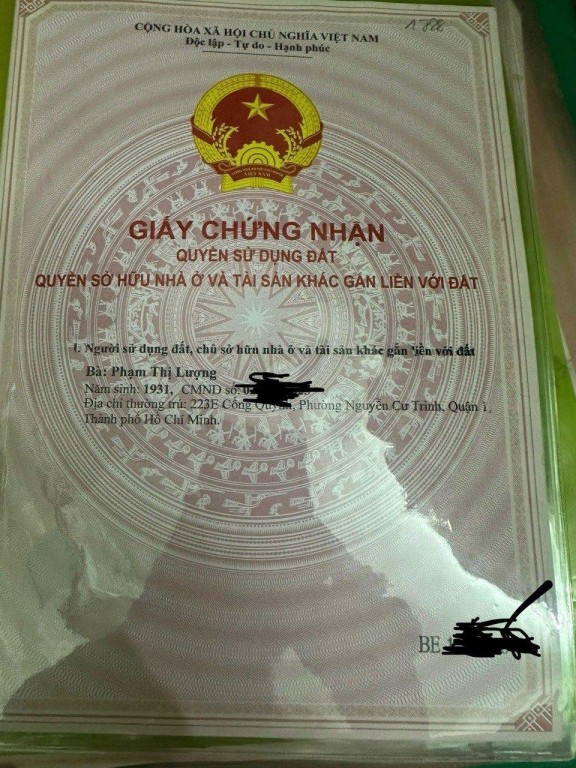 CỘNG HÒA XÃ HỘI CHỦ NGHĨA VIỆT NAM
Độc lập - Tự do - Hạnh phúc
VIỆT NAM
GIẤY CHỨNG NHẬN
QUYỀN SỬ DỤNG ĐẤT
QUYỀN SỞ HỮU NHÀ Ở VÀ TÀI SẢN KHÁC GẮN LIỀN VỚI ĐẤT
I. Người sử dụng đất, chủ sở hữu nhà ở và tài sản khác gắn liền với đất
Bà: Phạm Thị Lượng
Năm sinh: 1931, CMND số:
Địa chỉ thường trú: 223E Cống Quỳnh, Phường Nguyễn Cư Trinh, Quận 1,
Thành phố Hồ Chí Minh.
BE